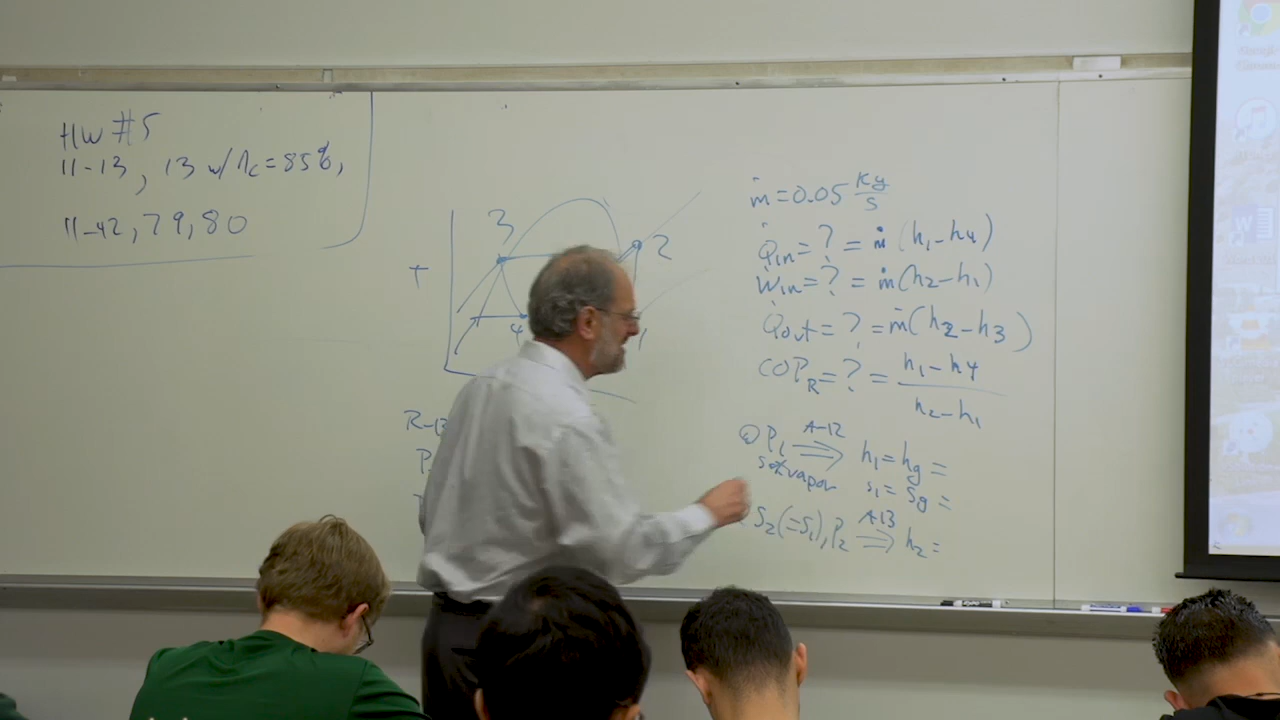 HW #5
11-13, 13 w/ηc=85%,
11-42, 79, 80
T
3
2
4
1
ṁ=0.05 Kg/s
Q̇in=? = ṁ (h1-h4)
Ẇin=? = ṁ(h2-h1)
Q̇out=? = ṁ(h2-h3)
COPR=? = h1-h4 / h2-h1
① P1 A-12 ⇒ h1=hg=
sat vapor s1=sg=
S2(=S1), P2 A-13 ⇒ h2=